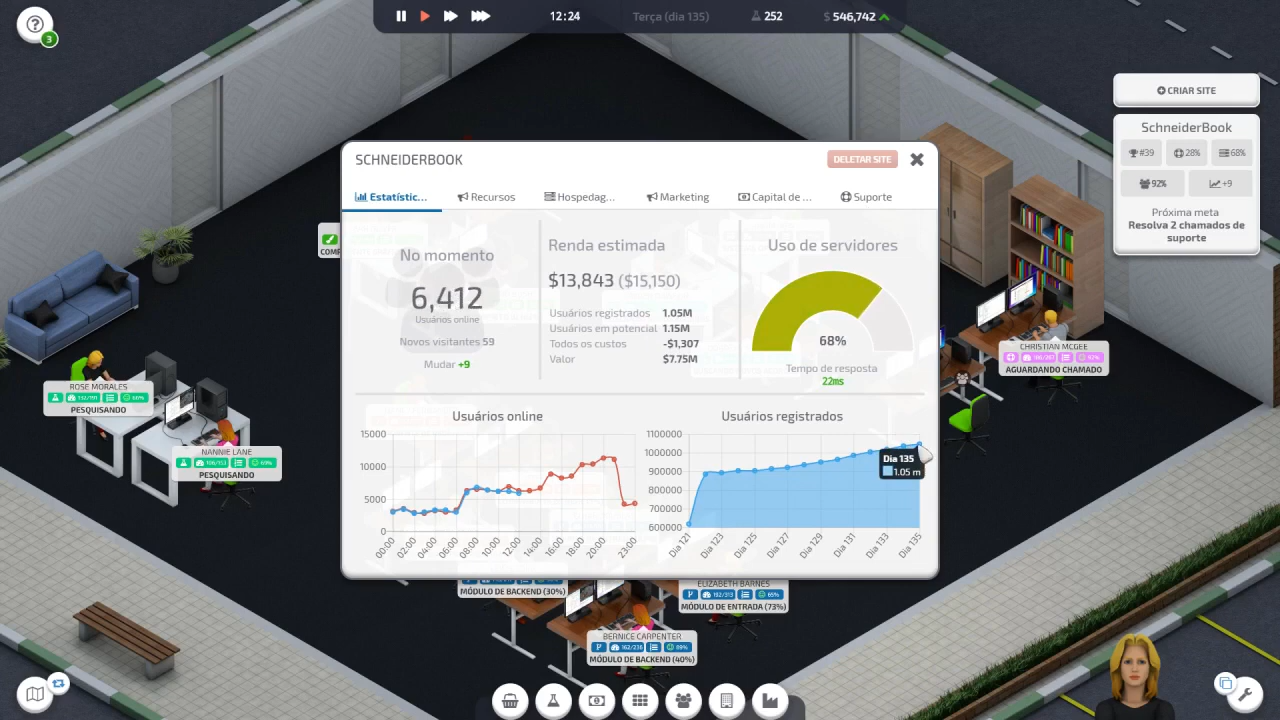 12:24
Terça (dia 135)
252
$ 546,742
3
CRIAR SITE
SchneiderBook
#39
28%
68%
92%
+9
Próxima meta
Resolva 2 chamados de
suporte
SCHNEIDERBOOK
DELETAR SITE
Estatístic...
Recursos
Hospedag...
Marketing
Capital de ...
Suporte
No momento
6,412
Usuários online
Novos visitantes 59
Mudar +9
Renda estimada
$13,843 ($15,150)
Usuários registrados 1.05M
Usuários em potencial 1.15M
Todos os custos -$1,307
Valor $7.75M
Uso de servidores
68%
Tempo de resposta
22ms
Usuários online
15000
10000
5000
0
00:00
02:00
04:00
06:00
08:00
10:00
12:00
14:00
16:00
18:00
20:00
23:00
Usuários registrados
1100000
1000000
900000
800000
700000
600000
Dia 121
Dia 123
Dia 125
Dia 127
Dia 129
Dia 131
Dia 133
Dia 135
Dia 135
1.05 m
ROSE MORALES
PESQUISANDO
NANNIE LANE
69%
PESQUISANDO
CHRISTIAN MCGEE
AGUARDANDO CHAMADO
MÓDULO DE BACKEND (30%)
ELIZABETH BARNES
65%
MÓDULO DE ENTRADA (73%)
BERNICE CARPENTER
MÓDULO DE BACKEND (40%)